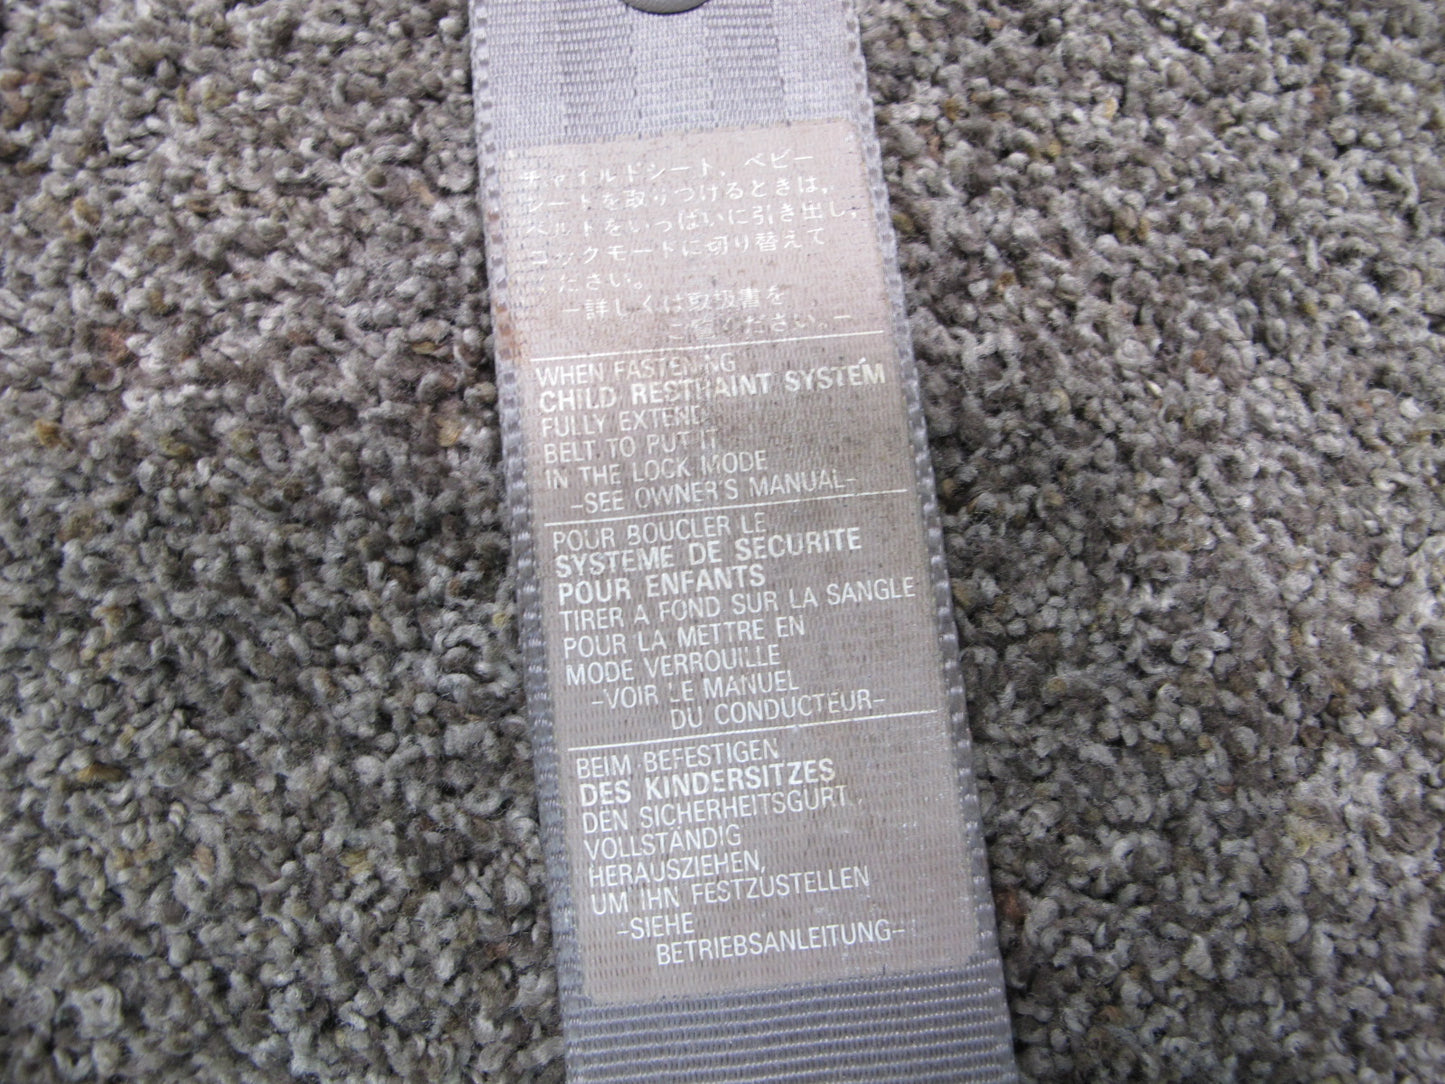 チャイルドシート、ベビー
シートを取りつけるときは、
ベルトをいっぱいに引き出し、
ロックモードに切り替えて
ください。
－詳しくは取扱書を
ご覧ください。－
WHEN FASTENING
CHILD RESTRAINT SYSTEM
FULLY EXTEND
BELT TO PUT IT
IN THE LOCK MODE
-SEE OWNER'S MANUAL-
POUR BOUCLER LE
SYSTEME DE SECURITE
POUR ENFANTS
TIRER A FOND SUR LA SANGLE
POUR LA METTRE EN
MODE VERROUILLE
-VOIR LE MANUEL
DU CONDUCTEUR-
BEIM BEFESTIGEN
DES KINDERSITZES
DEN SICHERHEITSGURT
VOLLSTÄNDIG
HERAUSZIEHEN,
UM IHN FESTZUSTELLEN
-SIEHE
BETRIEBSANLEITUNG-